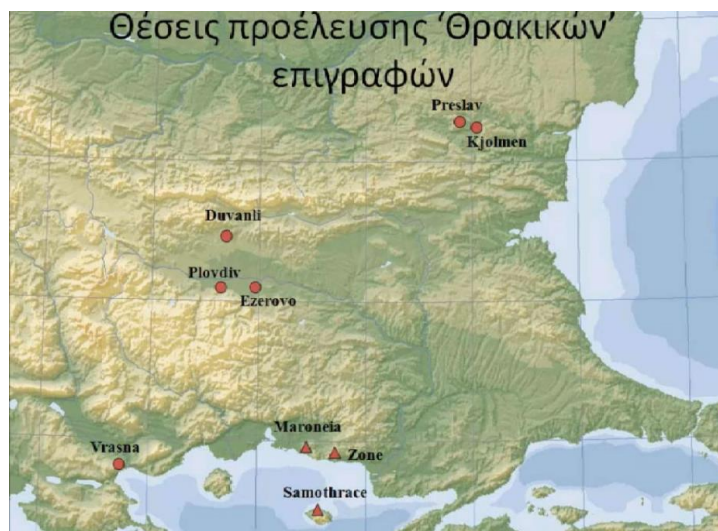 Θέσεις προέλευσης ‘Θρακικών’
επιγραφών
Preslav
Kjolmen
Duvanli
Plovdiv
Ezerovo
Maroneia
Vrasna
Zone
Samothrace